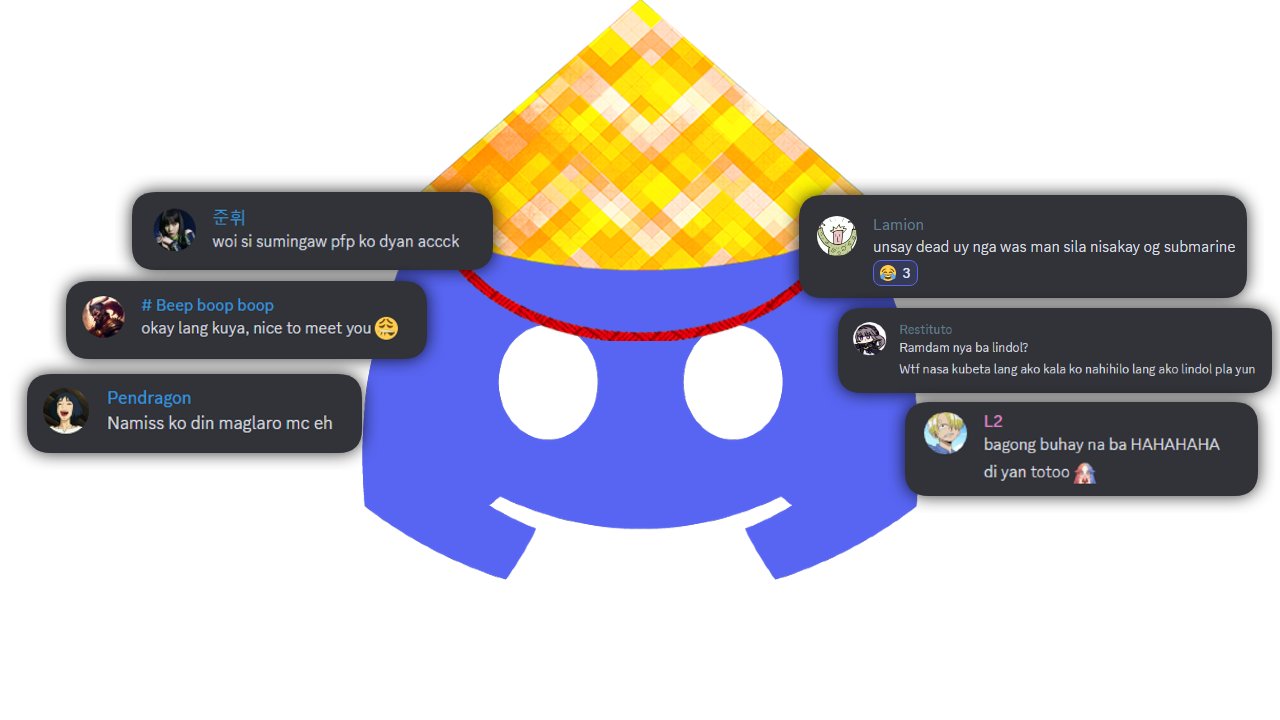 준휘
woi si sumingaw pfp ko dyan accck
# Beep boop boop
okay lang kuya, nice to meet you
Pendragon
Namiss ko din maglaro mc eh
Lamion
unsay dead uy nga was man sila nisakay og submarine
3
Restituto
Ramdam nya ba lindol?
Wtf nasa kubeta lang ako kala ko nahihilo lang ako lindol pla yun
L2
bagong buhay na ba HAHAHAHA
di yan totoo